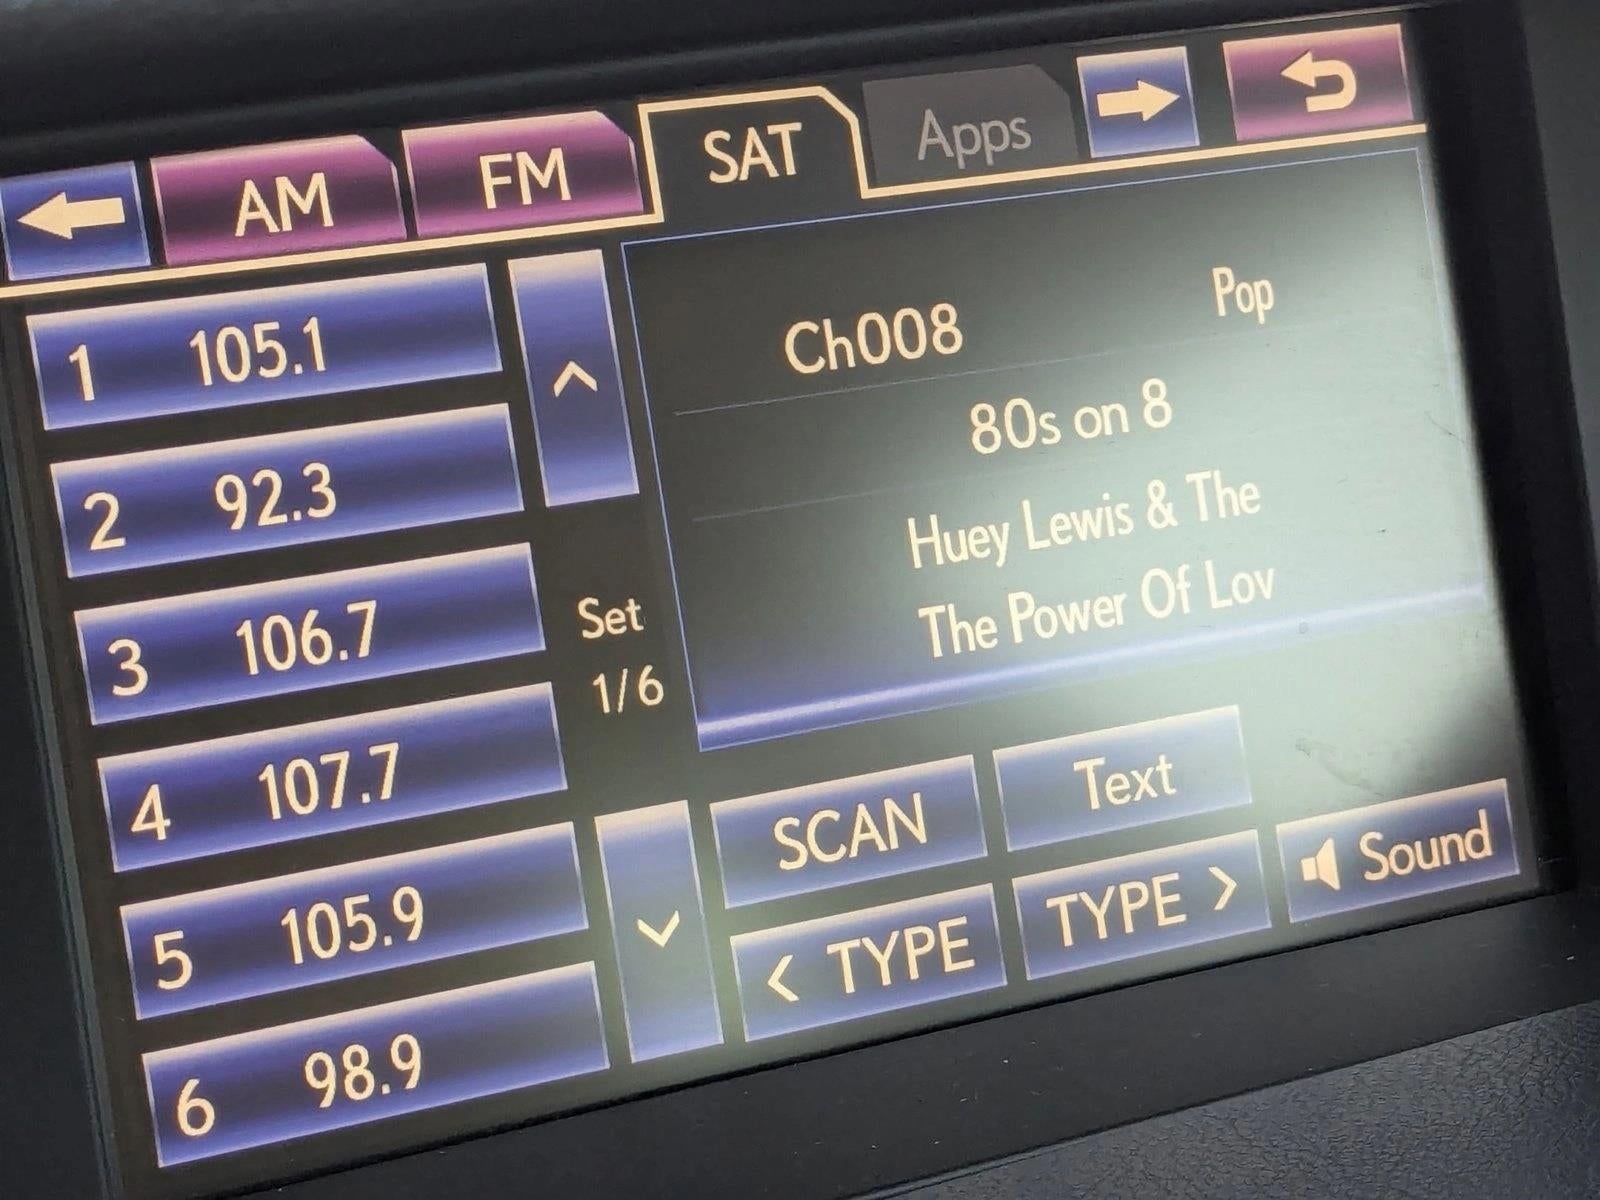 AM
FM
SAT
Apps
1 105.1
2 92.3
3 106.7
4 107.7
5 105.9
6 98.9
Set
1/6
Ch008
Pop
80s on 8
Huey Lewis & The
The Power Of Lov
SCAN
Text
< TYPE
TYPE >
Sound